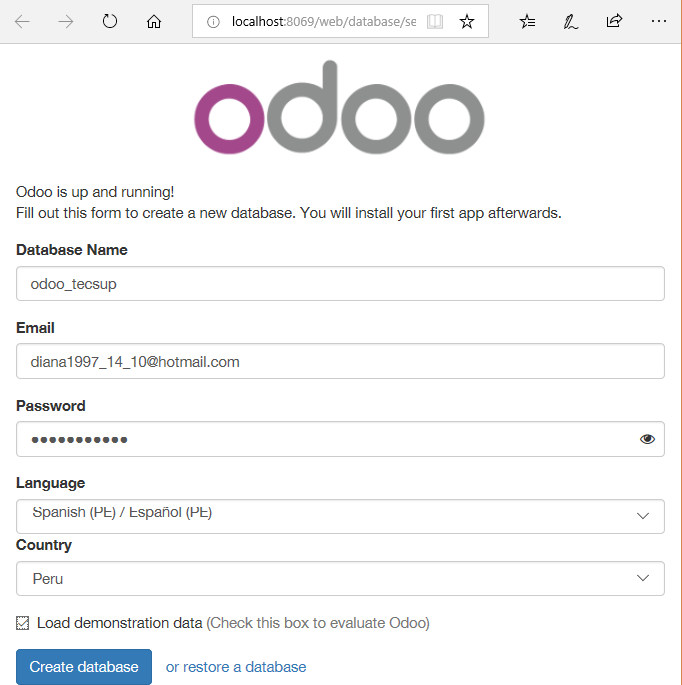 localhost:8069/web/database/se
odoo
Odoo is up and running!
Fill out this form to create a new database. You will install your first app afterwards.
Database Name
odoo_tecsup
Email
diana1997_14_10@hotmail.com
Password
●●●●●●●●●●●
Language
Spanish (PE) / Español (PE)
Country
Peru
Load demonstration data (Check this box to evaluate Odoo)
Create database or restore a database